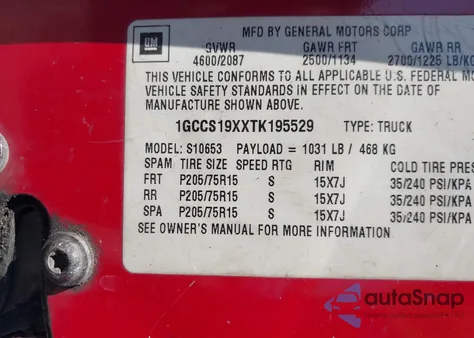 MFD BY GENERAL MOTORS CORP
GM GVWR GAWR FRT GAWR RR
4600/2087 2500/1134 2700/1225 LB/KG
THIS VEHICLE CONFORMS TO ALL APPLICABLE U.S. FEDERAL MO
VEHICLE SAFETY STANDARDS IN EFFECT ON THE DATE OF
MANUFACTURE SHOWN ABOVE.
1GCCS19XXTK195529 TYPE: TRUCK
MODEL: S10653 PAYLOAD = 1031 LB / 468 KG
SPAM TIRE SIZE SPEED RTG RIM COLD TIRE PRES
FRT P205/75R15 S 15X7J 35/240 PSI/KPA
RR P205/75R15 S 15X7J 35/240 PSI/KPA
SPA P205/75R15 S 15X7J 35/240 PSI/KPA
SEE OWNER'S MANUAL FOR MORE INFORMATION
autoSnap